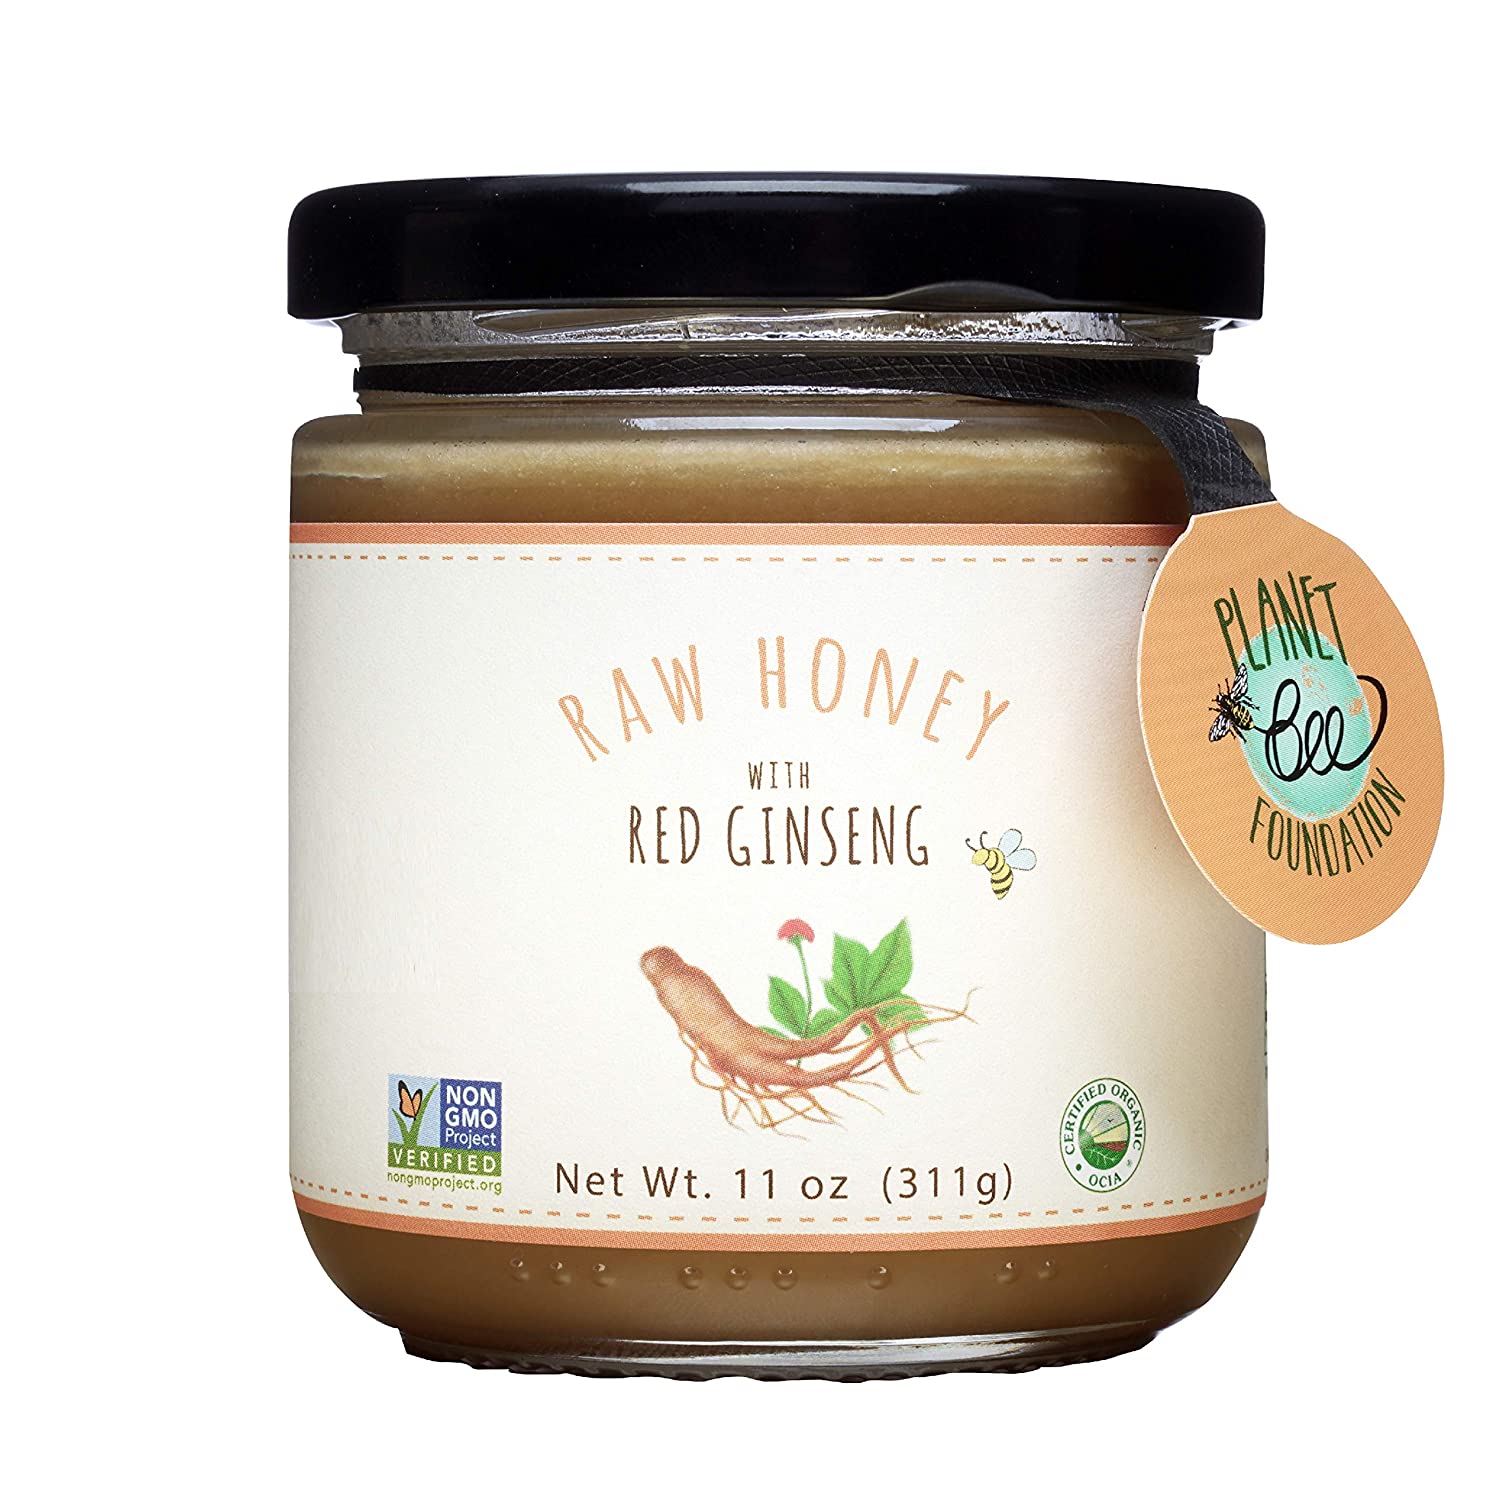 RAW HONEY
WITH
RED GINSENG
NON
GMO
Project
VERIFIED
nongmoproject.org
Net Wt. 11 oz (311g)
CERTIFIED ORGANIC
OCIA
PLANET
Bee
FOUNDATION